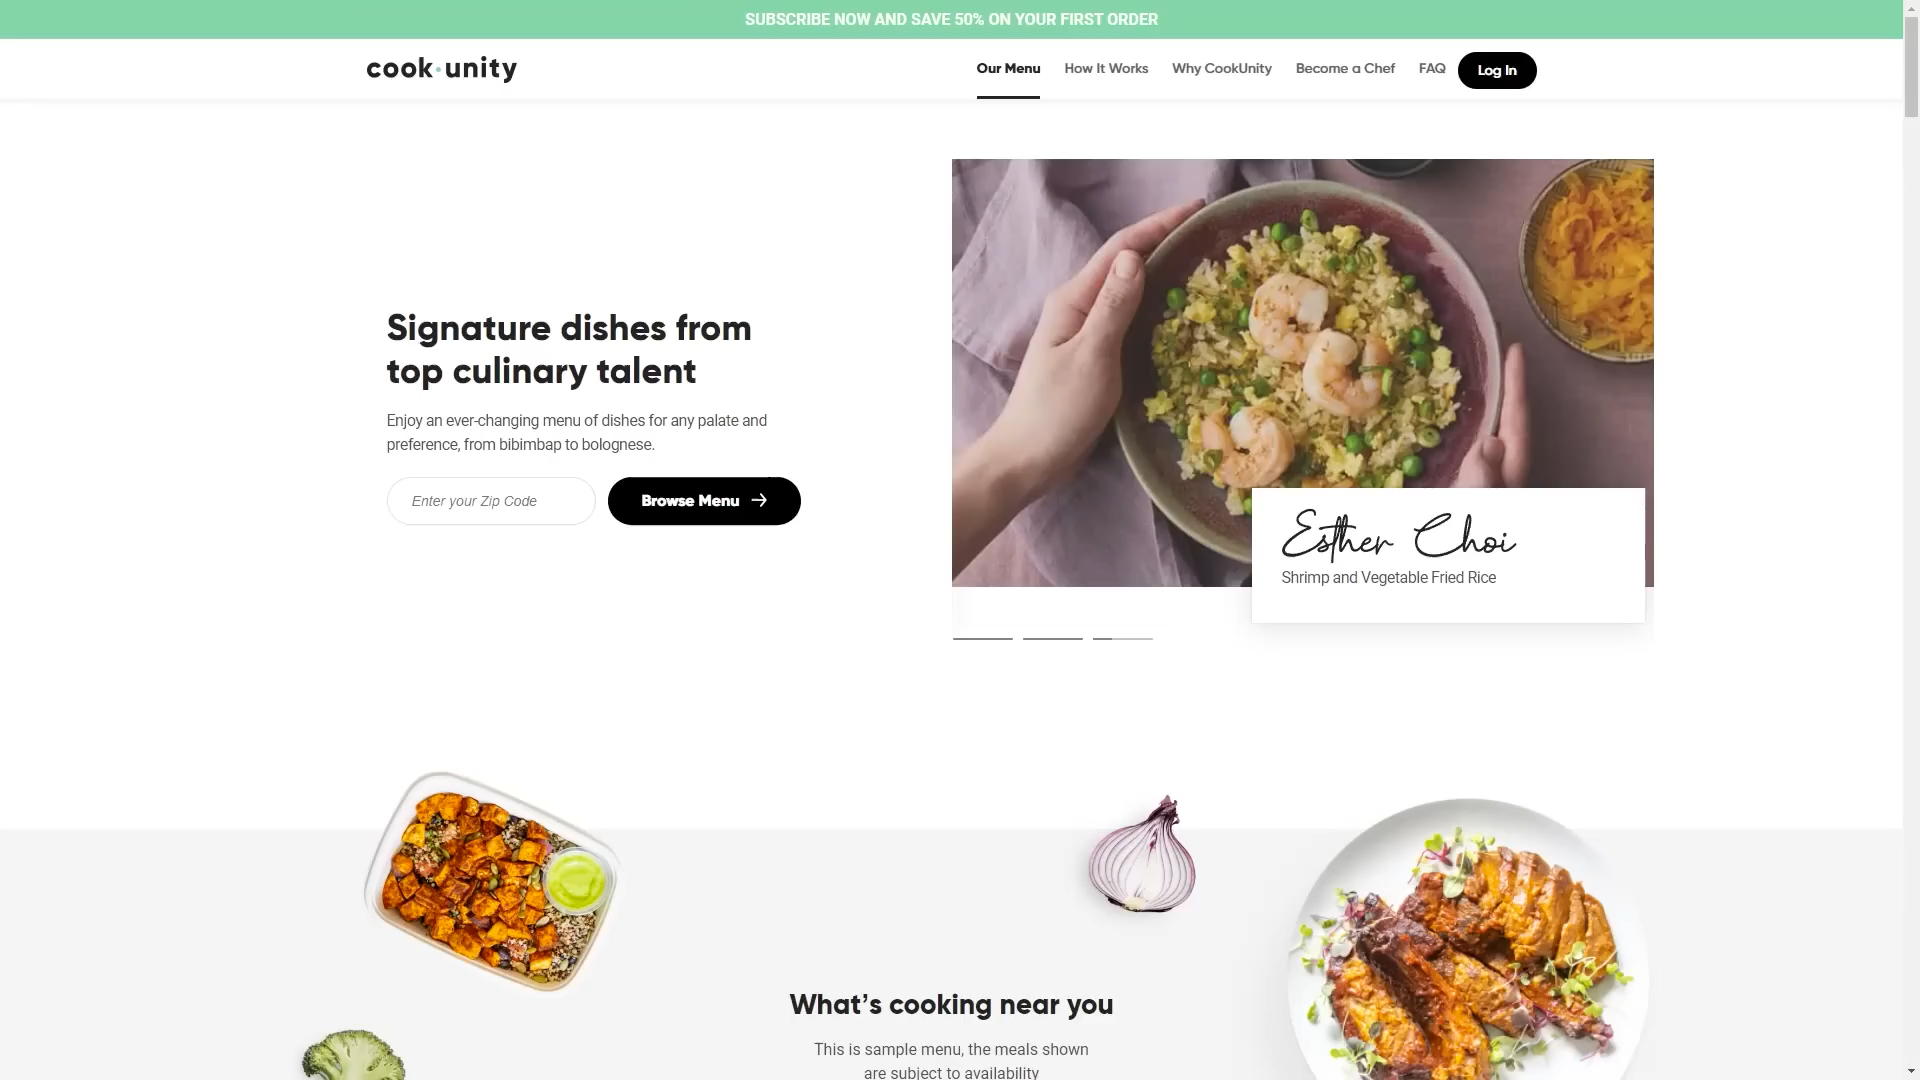 SUBSCRIBE NOW AND SAVE 50% ON YOUR FIRST ORDER
cook·unity
Our Menu
How It Works
Why CookUnity
Become a Chef
FAQ
Log In
Signature dishes from
top culinary talent
Enjoy an ever-changing menu of dishes for any palate and
preference, from bibimbap to bolognese.
Enter your Zip Code
Browse Menu
Esther Choi
Shrimp and Vegetable Fried Rice
What’s cooking near you
This is sample menu, the meals shown
are subject to availability